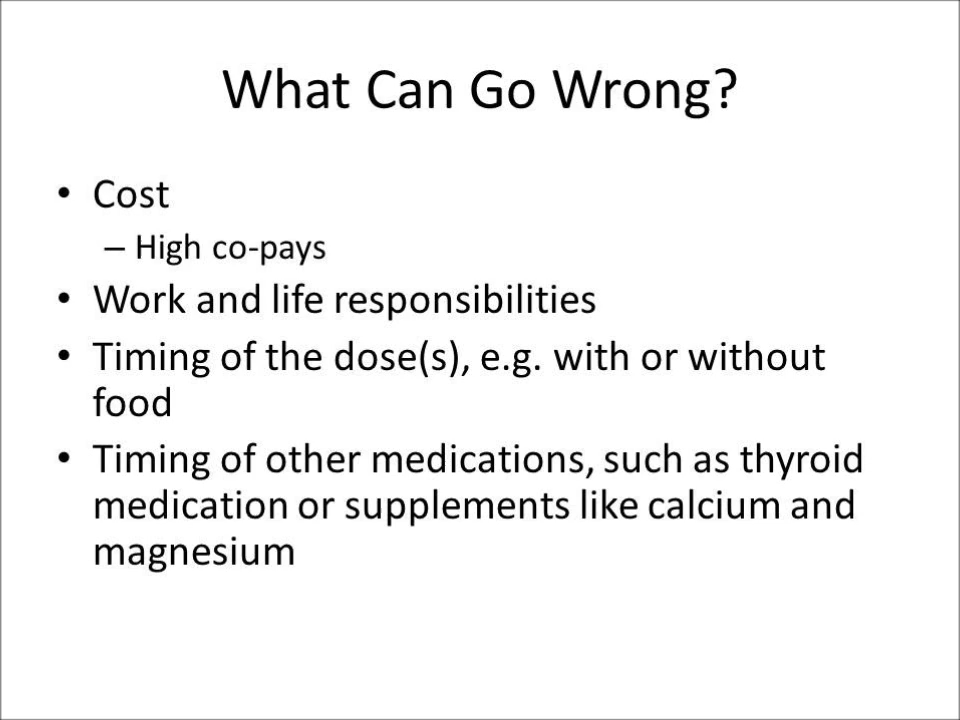 What Can Go Wrong?
• Cost
– High co-pays
• Work and life responsibilities
• Timing of the dose(s), e.g. with or without
food
• Timing of other medications, such as thyroid
medication or supplements like calcium and
magnesium